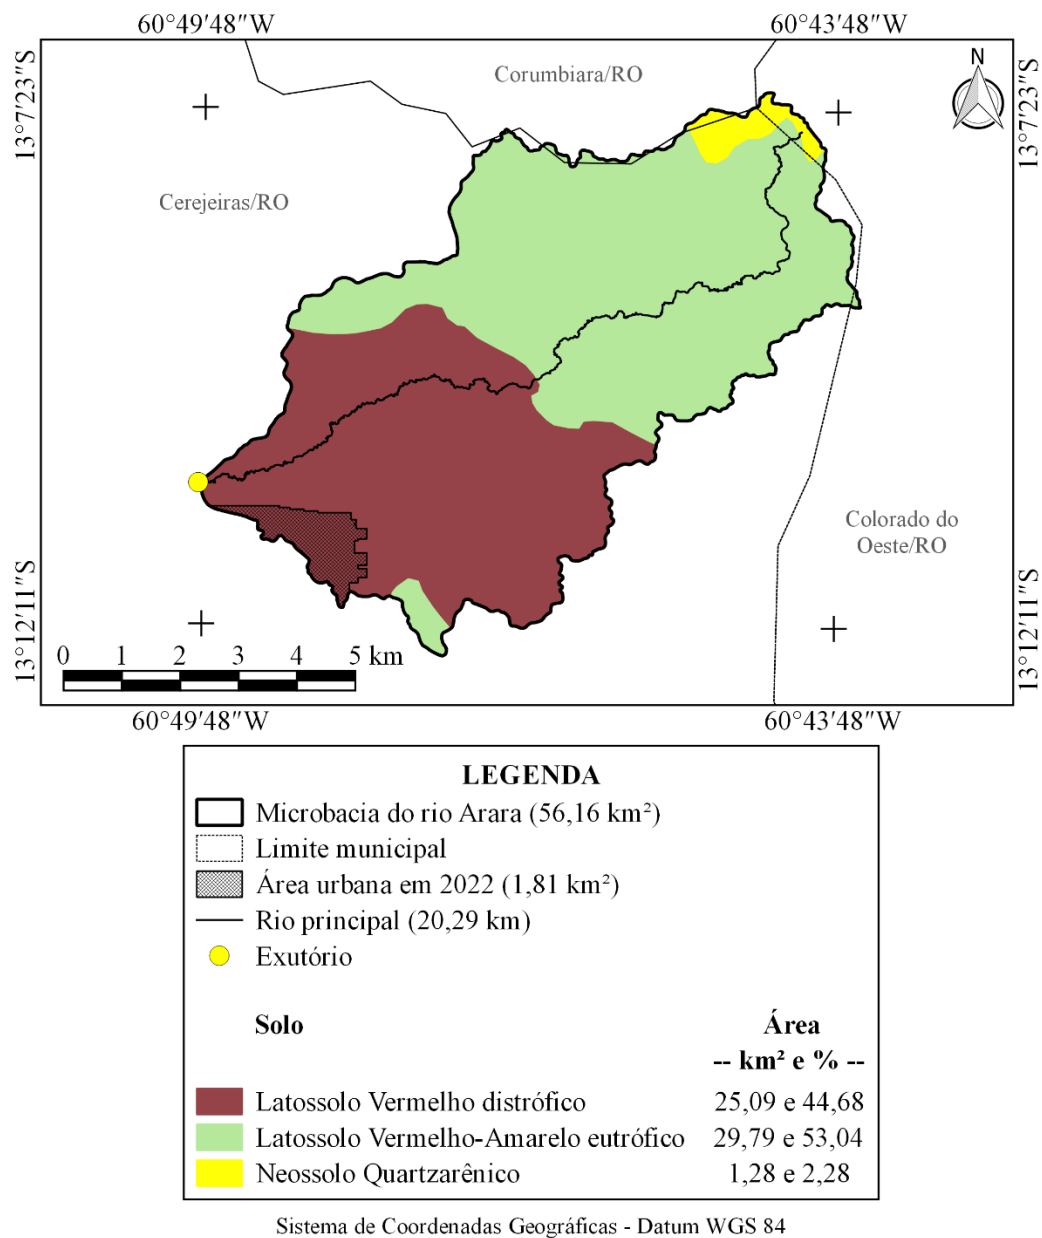 60°49'48"W
60°43'48"W
13°7'23"S
Corumbiara/RO
N
13°7'23"S
Cerejeiras/RO
Colorado do
Oeste/RO
13°12'11"S
13°12'11"S
0 1 2 3 4 5 km
60°49'48"W
60°43'48"W
LEGENDA
Microbacia do rio Arara (56,16 km²)
Limite municipal
Área urbana em 2022 (1,81 km²)
Rio principal (20,29 km)
Exutório
Solo Área
-- km² e % --
Latossolo Vermelho distrófico 25,09 e 44,68
Latossolo Vermelho-Amarelo eutrófico 29,79 e 53,04
Neossolo Quartzarênico 1,28 e 2,28
Sistema de Coordenadas Geográficas - Datum WGS 84